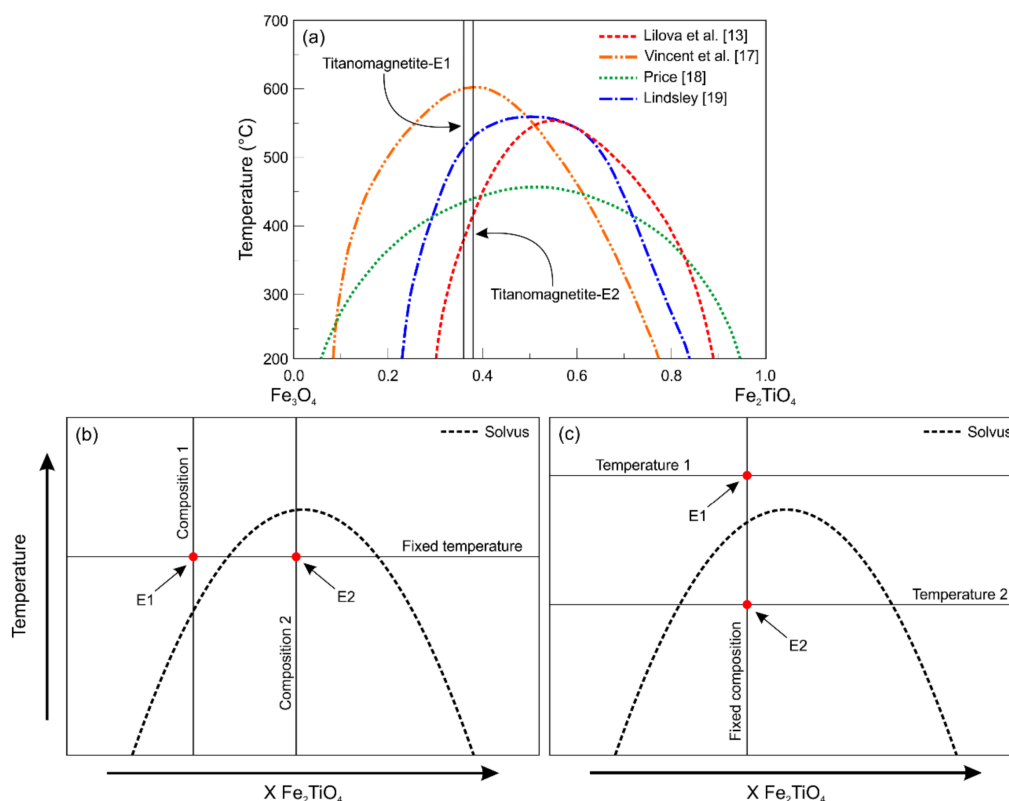 (a)
700
600
500
400
300
200
Temperature (°C)
Titanomagnetite-E1
Lilova et al. [13]
Vincent et al. [17]
Price [18]
Lindsley [19]
Titanomagnetite-E2
0.0
0.2
0.4
0.6
0.8
1.0
Fe₃O₄
Fe₂TiO₄
(b)
Solvus
Composition 1
Fixed temperature
E1
E2
Composition 2
Temperature
X Fe₂TiO₄
(c)
Solvus
Temperature 1
E1
Temperature 2
E2
Fixed composition
X Fe₂TiO₄